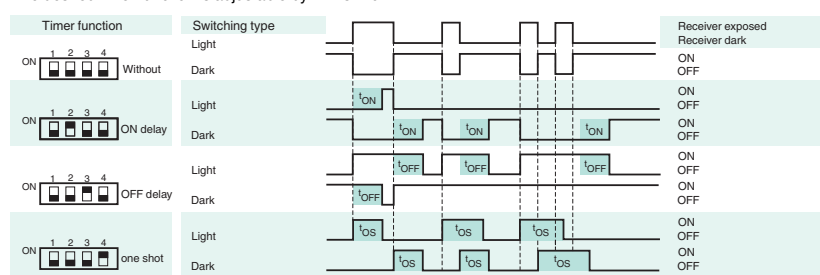 Timer function Switching type
Light Receiver exposed
Receiver dark
1 2 3 4
ON Without Dark ON
OFF
Light tON ON
OFF
1 2 3 4
ON ON delay Dark tON tON tON ON
OFF
Light tOFF tOFF tOFF ON
OFF
1 2 3 4
ON OFF delay Dark tOFF ON
OFF
Light tOS tOS tOS ON
OFF
1 2 3 4
ON one shot Dark tOS tOS tOS ON
OFF